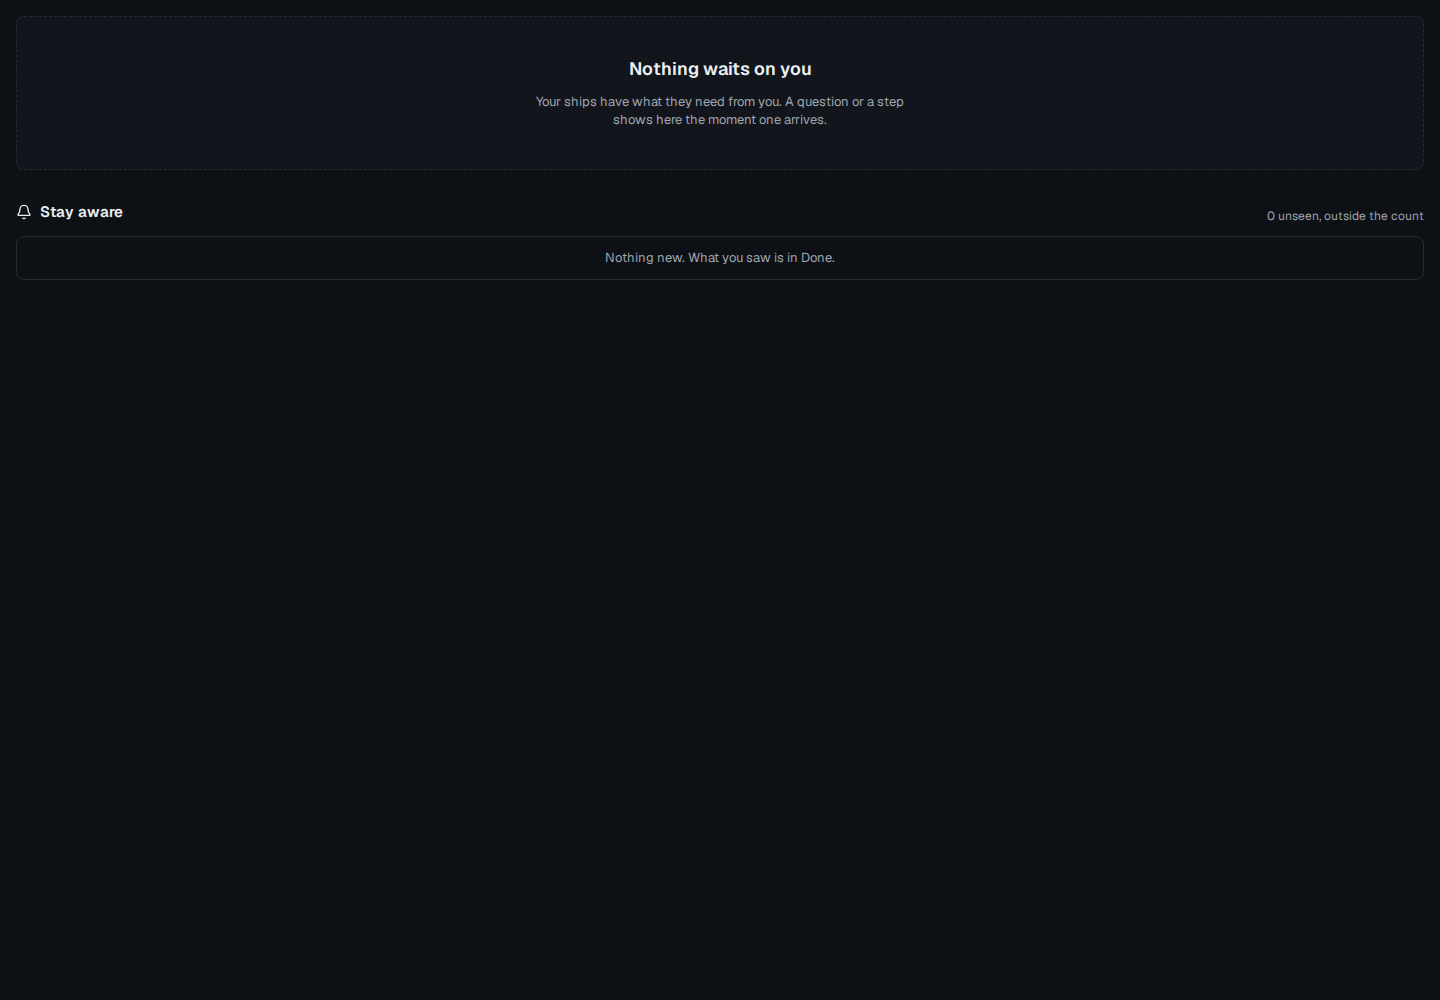 Nothing waits on you
Your ships have what they need from you. A question or a step
shows here the moment one arrives.
Stay aware
0 unseen, outside the count
Nothing new. What you saw is in Done.